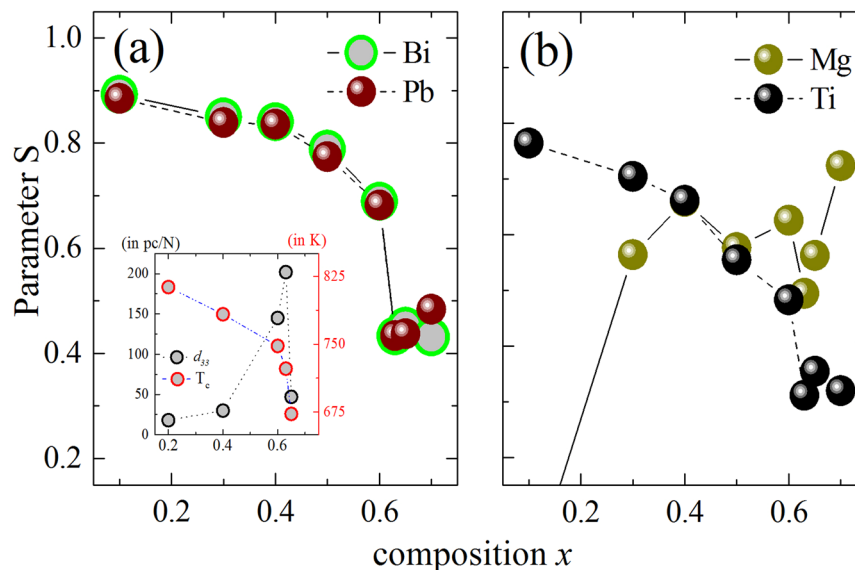 (a)
Bi
Pb
(b)
Mg
Ti
1.0
0.8
0.6
0.4
0.2
Parameter S
(in pc/N)
(in K)
200
150
100
50
0
825
750
675
d33
Tc
0.2 0.4 0.6
0.2 0.4 0.6
0.2 0.4 0.6
composition x